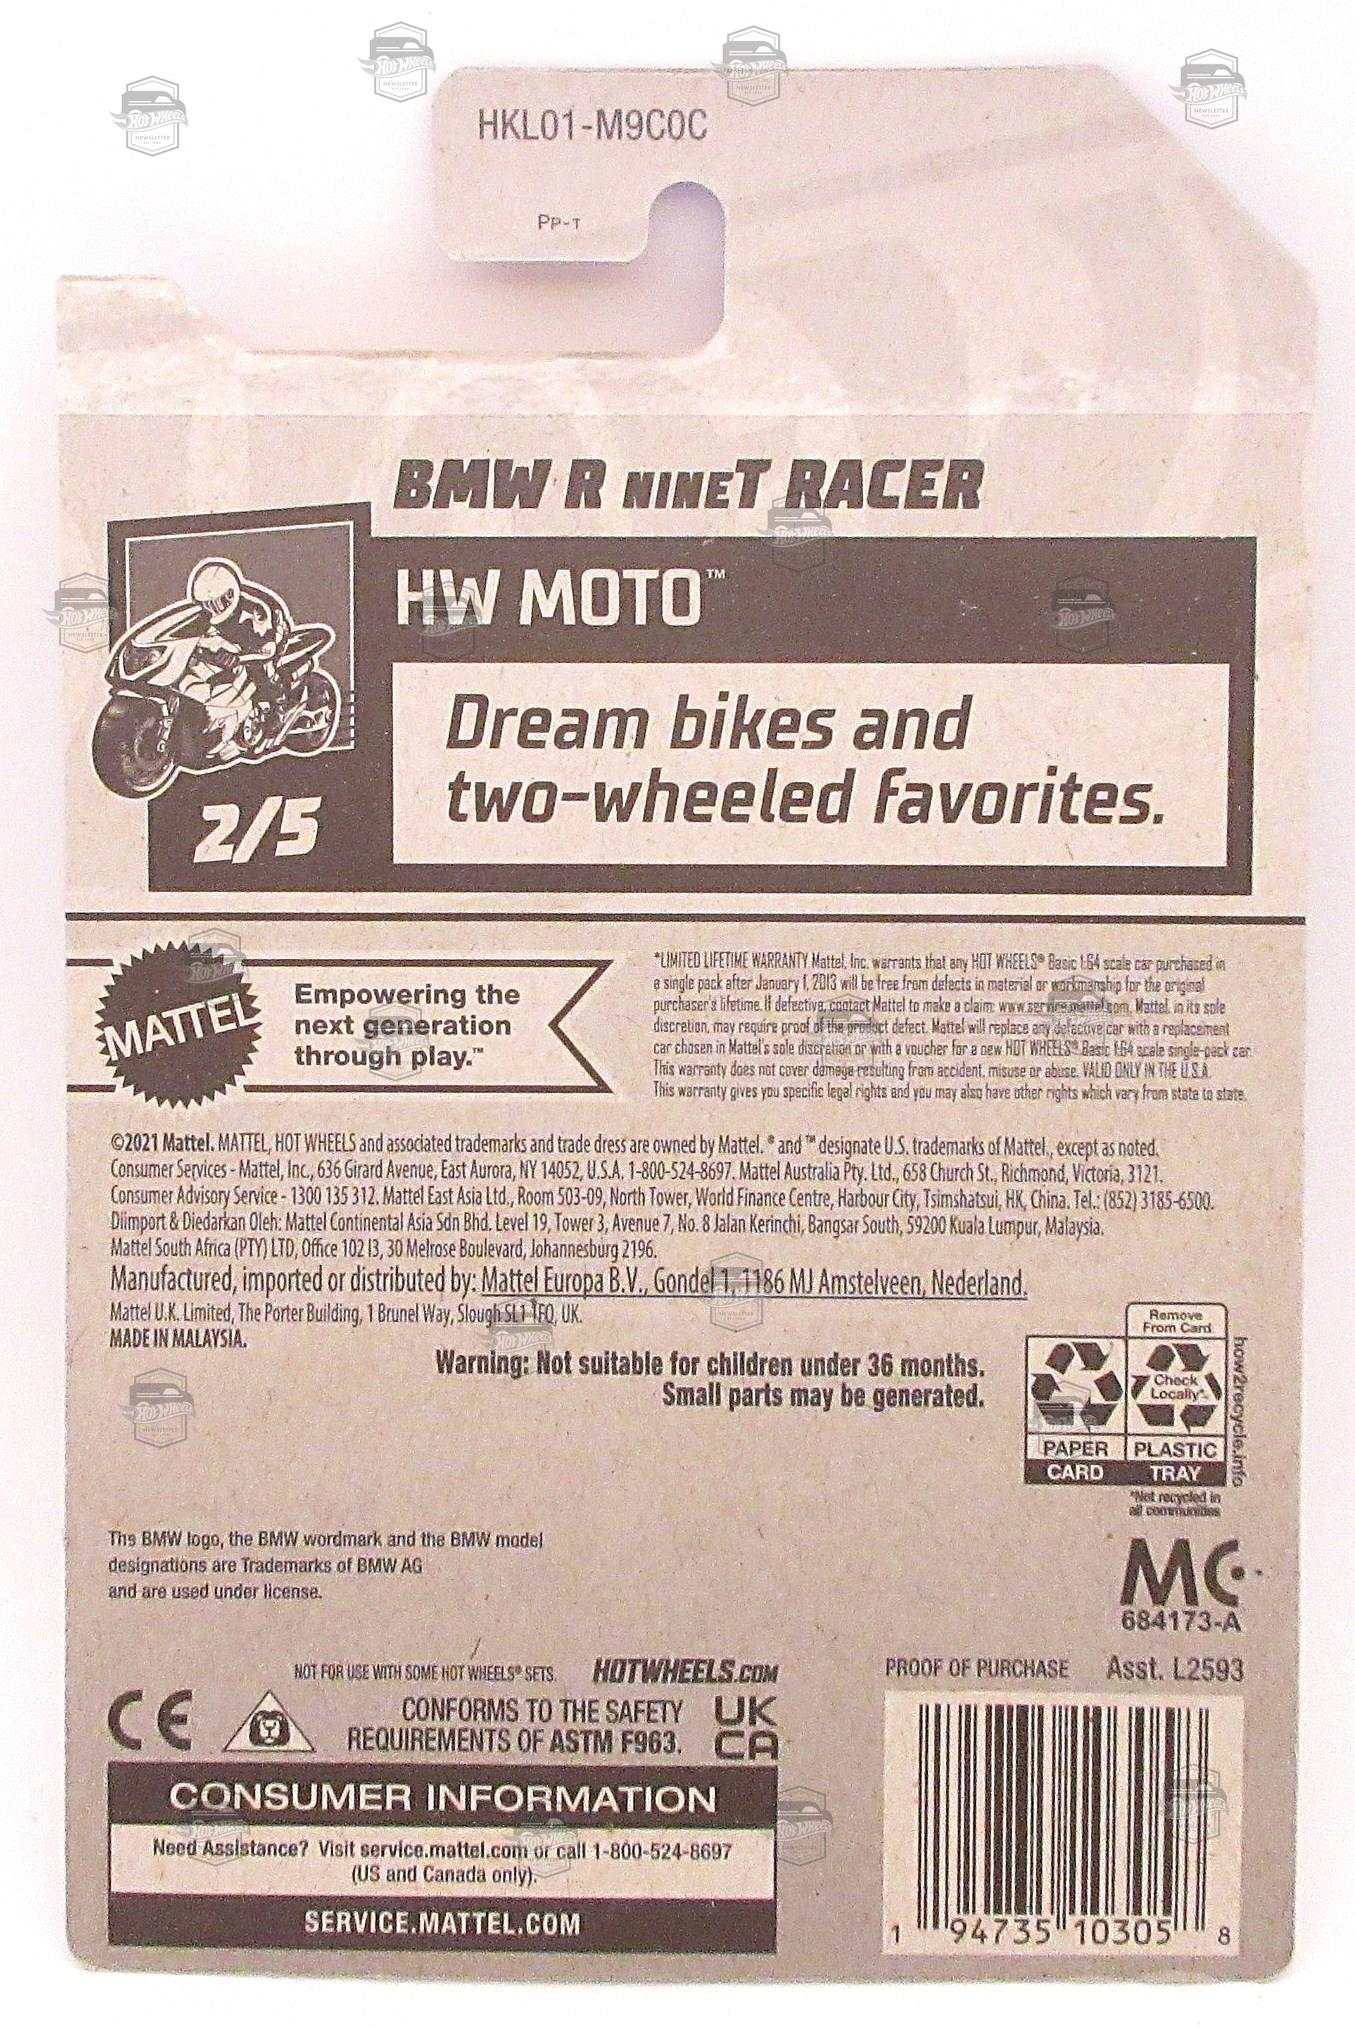 HKL01-M9C0C
PP-T
BMW R NINET RACER
HW MOTO™
Dream bikes and
two-wheeled favorites.
2/5
MATTEL
Empowering the
next generation
through play.™
*LIMITED LIFETIME WARRANTY Mattel, Inc. warrants that any HOT WHEELS® Basic 1:64 scale car purchased in
a single pack after January 1, 2013 will be free from defects in material or workmanship for the original
purchaser's lifetime. If defective, contact Mattel to make a claim: www.service.mattel.com. Mattel, in its sole
discretion, may require proof of the product defect. Mattel will replace any defective car with a replacement
car chosen in Mattel's sole discretion or with a voucher for a new HOT WHEELS® Basic 1:64 scale single-pack car.
This warranty does not cover damage resulting from accident, misuse or abuse. VALID ONLY IN THE U.S.A.
This warranty gives you specific legal rights and you may also have other rights which vary from state to state.
©2021 Mattel. MATTEL, HOT WHEELS and associated trademarks and trade dress are owned by Mattel. ® and ™ designate U.S. trademarks of Mattel, except as noted.
Consumer Services - Mattel, Inc., 636 Girard Avenue, East Aurora, NY 14052, U.S.A. 1-800-524-8697. Mattel Australia Pty. Ltd., 658 Church St., Richmond, Victoria, 3121.
Consumer Advisory Service - 1300 135 312. Mattel East Asia Ltd., Room 503-09, North Tower, World Finance Centre, Harbour City, Tsimshatsui, HK, China. Tel.: (852) 3185-6500.
Diimport & Diedarkan Oleh: Mattel Continental Asia Sdn Bhd. Level 19, Tower 3, Avenue 7, No. 8 Jalan Kerinchi, Bangsar South, 59200 Kuala Lumpur, Malaysia.
Mattel South Africa (PTY) LTD, Office 102 I3, 30 Melrose Boulevard, Johannesburg 2196.
Manufactured, imported or distributed by: Mattel Europa B.V., Gondel 1, 1186 MJ Amstelveen, Nederland.
Mattel U.K. Limited, The Porter Building, 1 Brunel Way, Slough SL1 1FQ, UK.
MADE IN MALAYSIA.
Warning: Not suitable for children under 36 months.
Small parts may be generated.
Remove
From Card
Check
Locally*
PAPER PLASTIC
CARD TRAY
how2recycle.info
*Not recycled in
all communities
The BMW logo, the BMW wordmark and the BMW model
designations are Trademarks of BMW AG
and are used under license.
MC
684173-A
NOT FOR USE WITH SOME HOT WHEELS® SETS. HOTWHEELS.COM
PROOF OF PURCHASE Asst. L2593
CE
CONFORMS TO THE SAFETY
REQUIREMENTS OF ASTM F963.
UK
CA
CONSUMER INFORMATION
Need Assistance? Visit service.mattel.com or call 1-800-524-8697
(US and Canada only).
SERVICE.MATTEL.COM
1 94735 10305 8
HOT WHEELS
NEWSLETTER